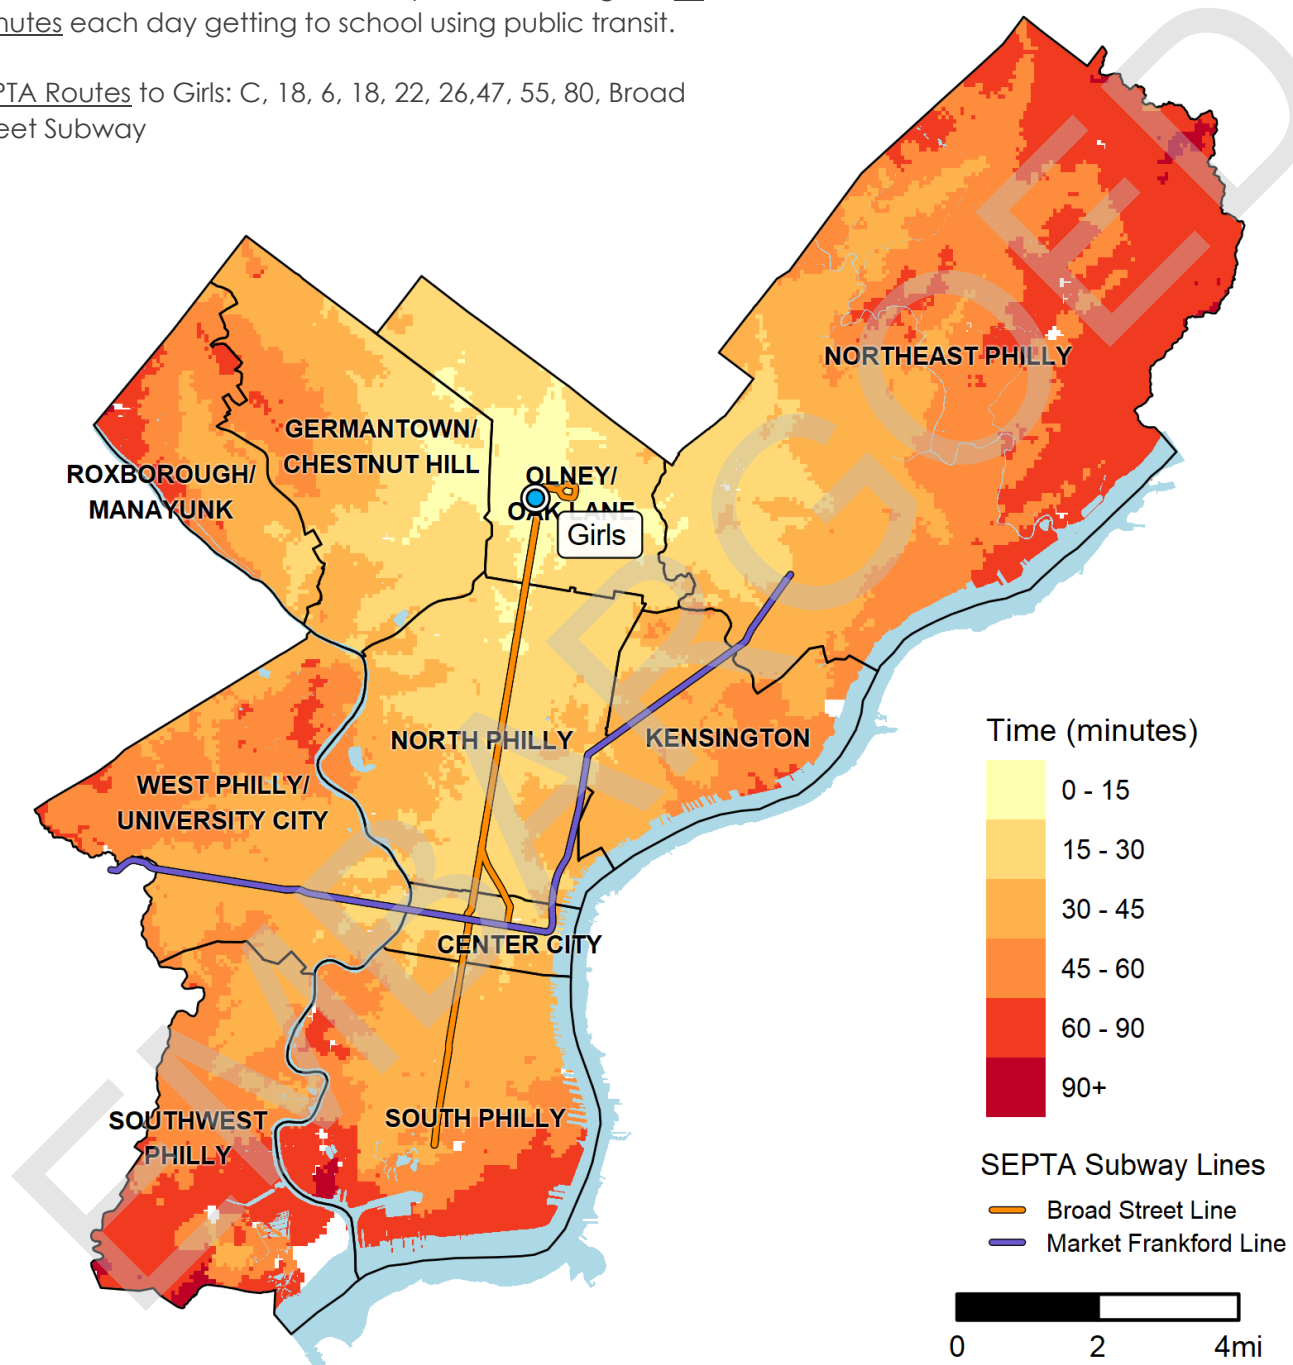 nutes each day getting to school using public transit.
PTA Routes to Girls: C, 18, 6, 18, 22, 26,47, 55, 80, Broad
eet Subway
NORTHEAST PHILLY
GERMANTOWN/
CHESTNUT HILL
ROXBOROUGH/
MANAYUNK
OLNEY/
OAK LANE
Girls
NORTH PHILLY
KENSINGTON
WEST PHILLY/
UNIVERSITY CITY
CENTER CITY
SOUTHWEST
PHILLY
SOUTH PHILLY
Time (minutes)
0 - 15
15 - 30
30 - 45
45 - 60
60 - 90
90+
SEPTA Subway Lines
Broad Street Line
Market Frankford Line
0 2 4mi
EMBARGOED